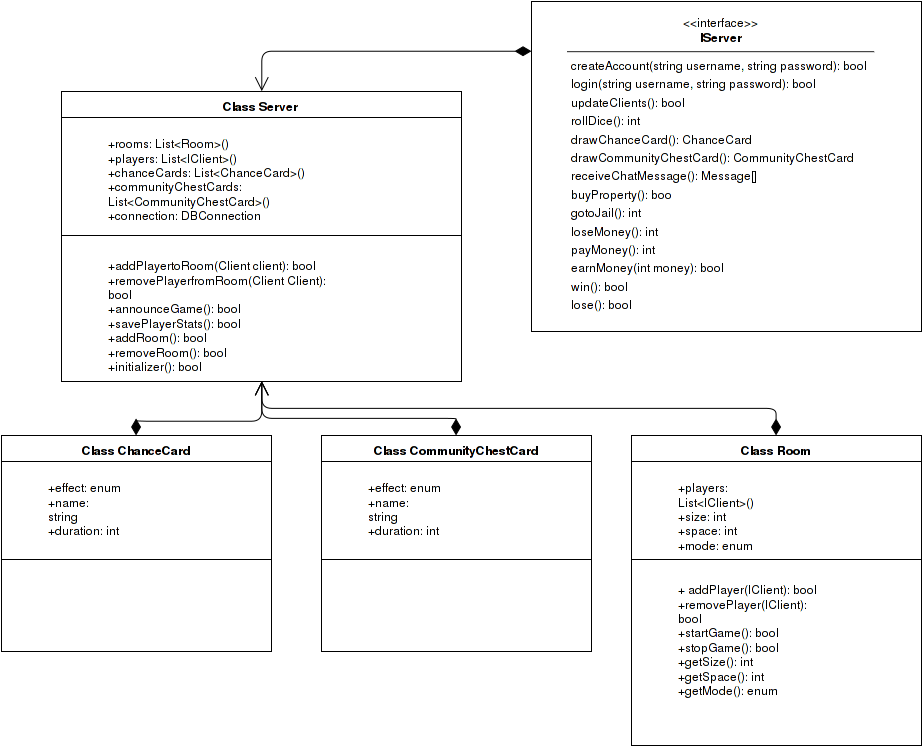 <<interface>>
IServer
createAccount(string username, string password): bool
login(string username, string password): bool
updateClients(): bool
rollDice(): int
drawChanceCard(): ChanceCard
drawCommunityChestCard(): CommunityChestCard
receiveChatMessage(): Message[]
buyProperty(): boo
gotoJail(): int
loseMoney(): int
payMoney(): int
earnMoney(int money): bool
win(): bool
lose(): bool
Class Server
+rooms: List<Room>()
+players: List<IClient>()
+chanceCards: List<ChanceCard>()
+communityChestCards:
List<CommunityChestCard>()
+connection: DBConnection
+addPlayertoRoom(Client client): bool
+removePlayerfromRoom(Client Client):
bool
+announceGame(): bool
+savePlayerStats(): bool
+addRoom(): bool
+removeRoom(): bool
+initializer(): bool
Class ChanceCard
+effect: enum
+name:
string
+duration: int
Class CommunityChestCard
+effect: enum
+name:
string
+duration: int
Class Room
+players:
List<IClient>()
+size: int
+space: int
+mode: enum
+ addPlayer(IClient): bool
+removePlayer(IClient):
bool
+startGame(): bool
+stopGame(): bool
+getSize(): int
+getSpace(): int
+getMode(): enum